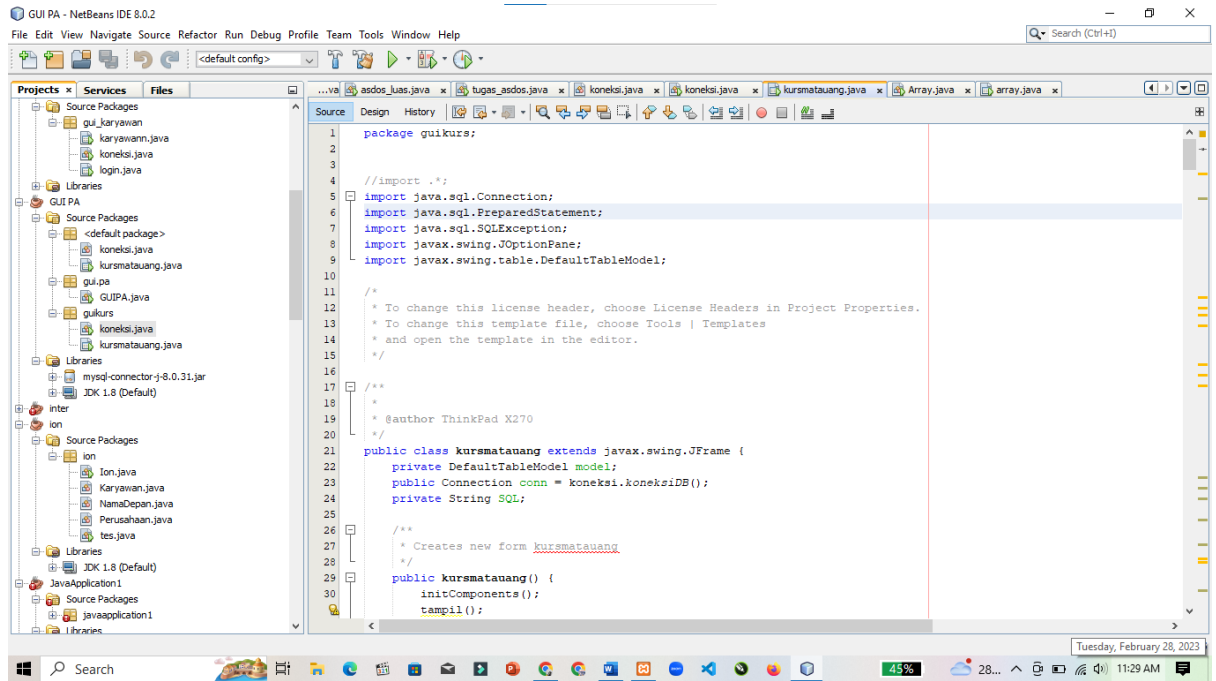 GUI PA - NetBeans IDE 8.0.2
File Edit View Navigate Source Refactor Run Debug Profile Team Tools Window Help
Search (Ctrl+I)
<default config>
Projects Services Files
Source Packages
gui_karyawan
karyawann.java
koneksi.java
login.java
Libraries
GUI PA
Source Packages
<default package>
koneksi.java
kursmatauang.java
gui.pa
GUIPA.java
guikurs
koneksi.java
kursmatauang.java
Libraries
mysql-connector-j-8.0.31.jar
JDK 1.8 (Default)
inter
ion
Source Packages
ion
Ion.java
Karyawan.java
NamaDepan.java
Perusahaan.java
tes.java
Libraries
JDK 1.8 (Default)
JavaApplication1
Source Packages
javaapplication1
Libraries
...va asdos_luas.java tugas_asdos.java koneksi.java koneksi.java kursmatauang.java Array.java array.java
Source Design History
1 package guikurs;
2
3
4 //import .*;
5 import java.sql.Connection;
6 import java.sql.PreparedStatement;
7 import java.sql.SQLException;
8 import javax.swing.JOptionPane;
9 import javax.swing.table.DefaultTableModel;
10
11 /*
12 * To change this license header, choose License Headers in Project Properties.
13 * To change this template file, choose Tools | Templates
14 * and open the template in the editor.
15 */
16
17 /**
18 *
19 * @author ThinkPad X270
20 */
21 public class kursmatauang extends javax.swing.JFrame {
22 private DefaultTableModel model;
23 public Connection conn = koneksi.koneksiDB();
24 private String SQL;
25
26 /**
27 * Creates new form kursmatauang
28 */
29 public kursmatauang() {
30 initComponents();
tampil();
Tuesday, February 28, 2023
Search
45%
28...
11:29 AM